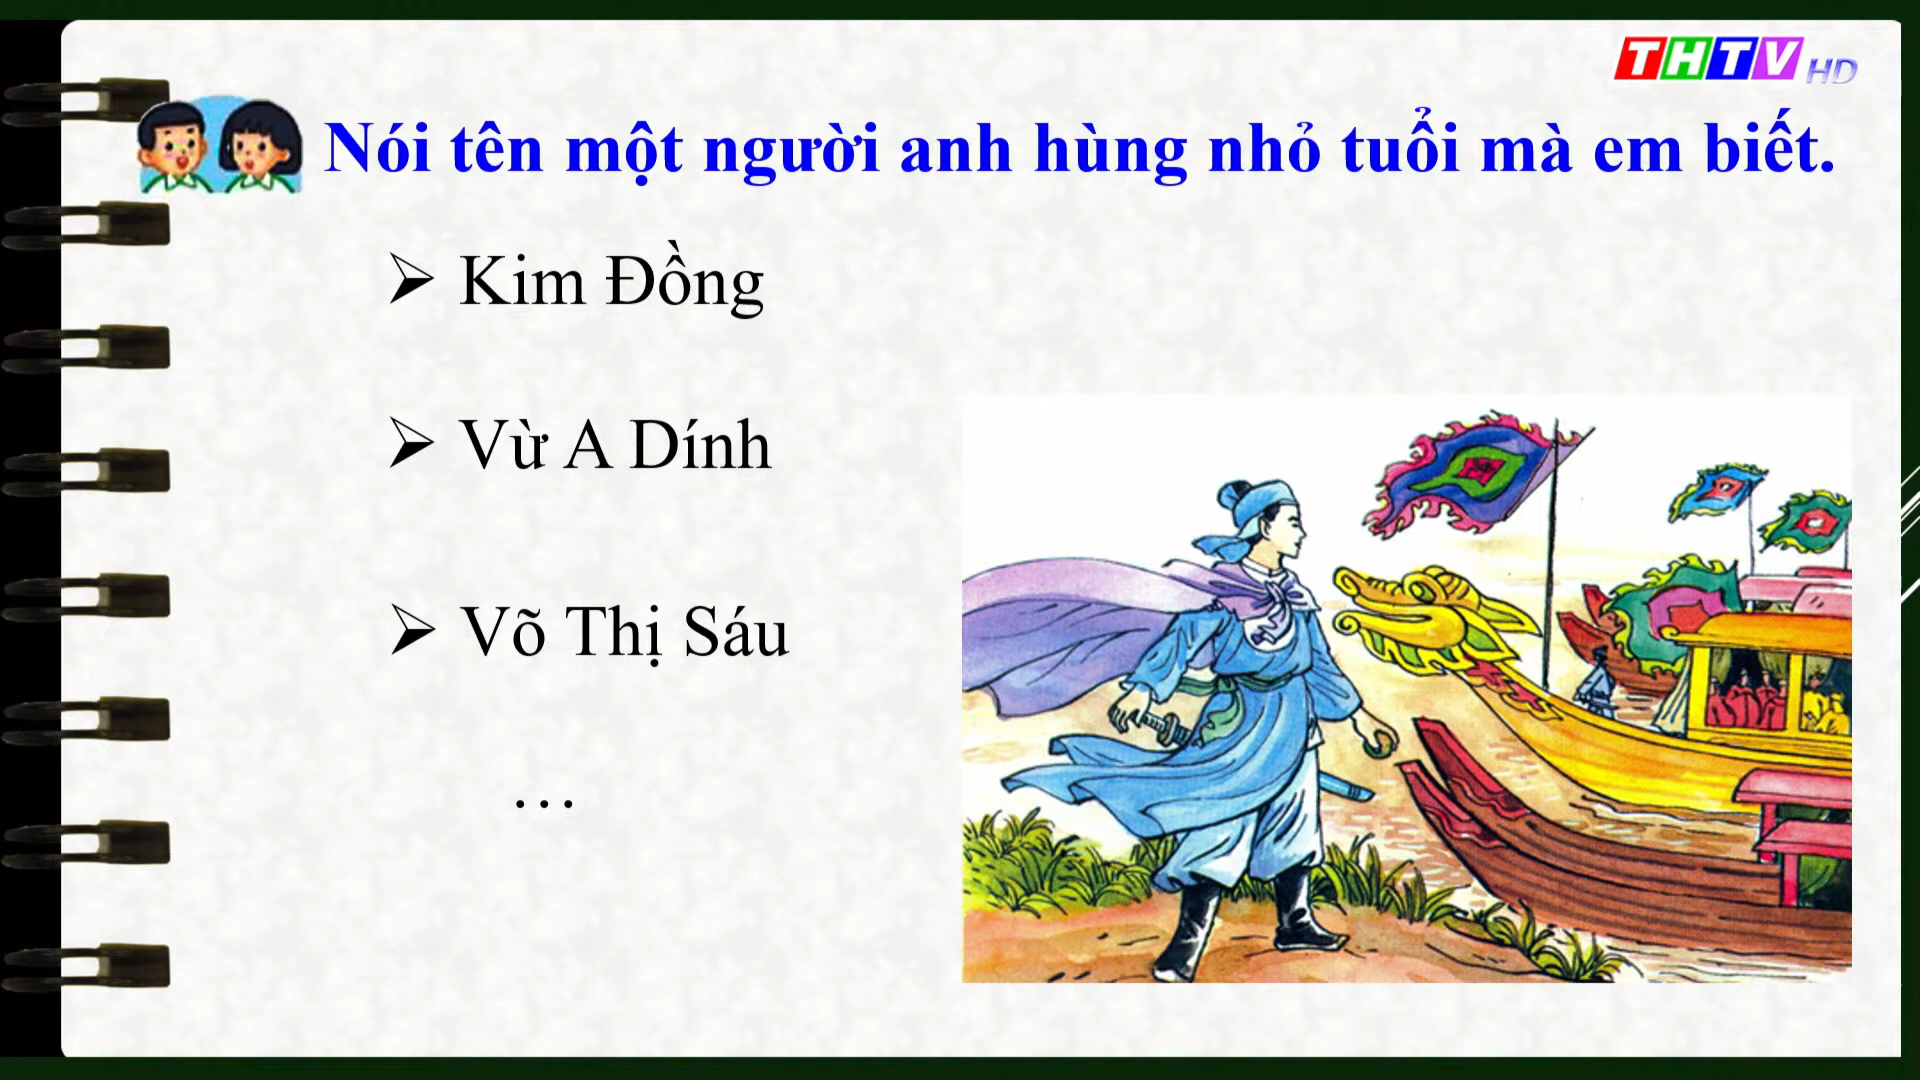 THTV HD
Nói tên một người anh hùng nhỏ tuổi mà em biết.
Kim Đồng
Vừ A Dính
Võ Thị Sáu
…